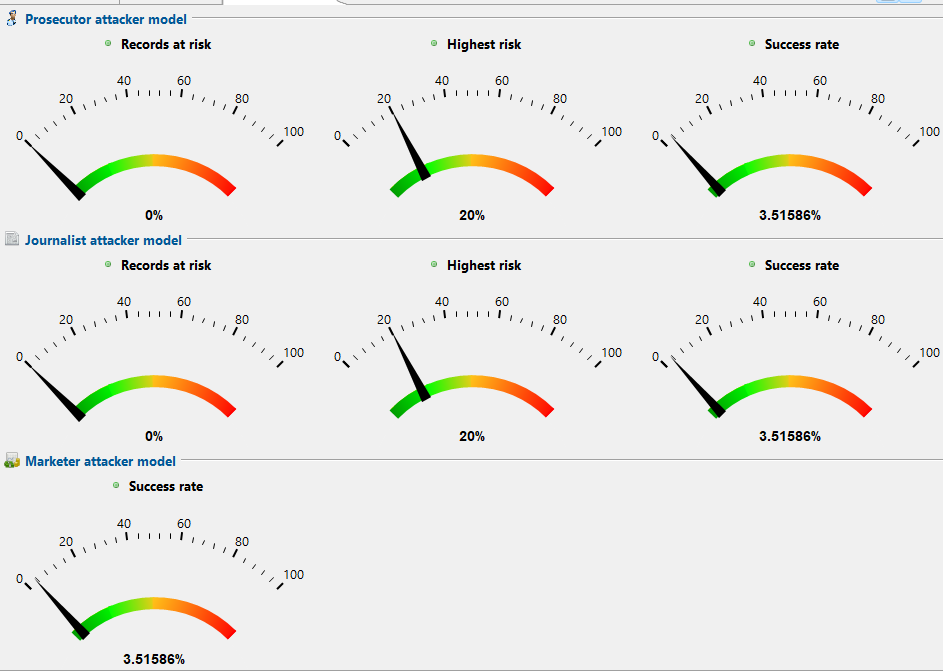 Prosecutor attacker model
Records at risk Highest risk Success rate
0 20 40 60 80 100 0 20 40 60 80 100 0 20 40 60 80 100
0% 20% 3.51586%
Journalist attacker model
Records at risk Highest risk Success rate
0 20 40 60 80 100 0 20 40 60 80 100 0 20 40 60 80 100
0% 20% 3.51586%
Marketer attacker model
Success rate
0 20 40 60 80 100
3.51586%